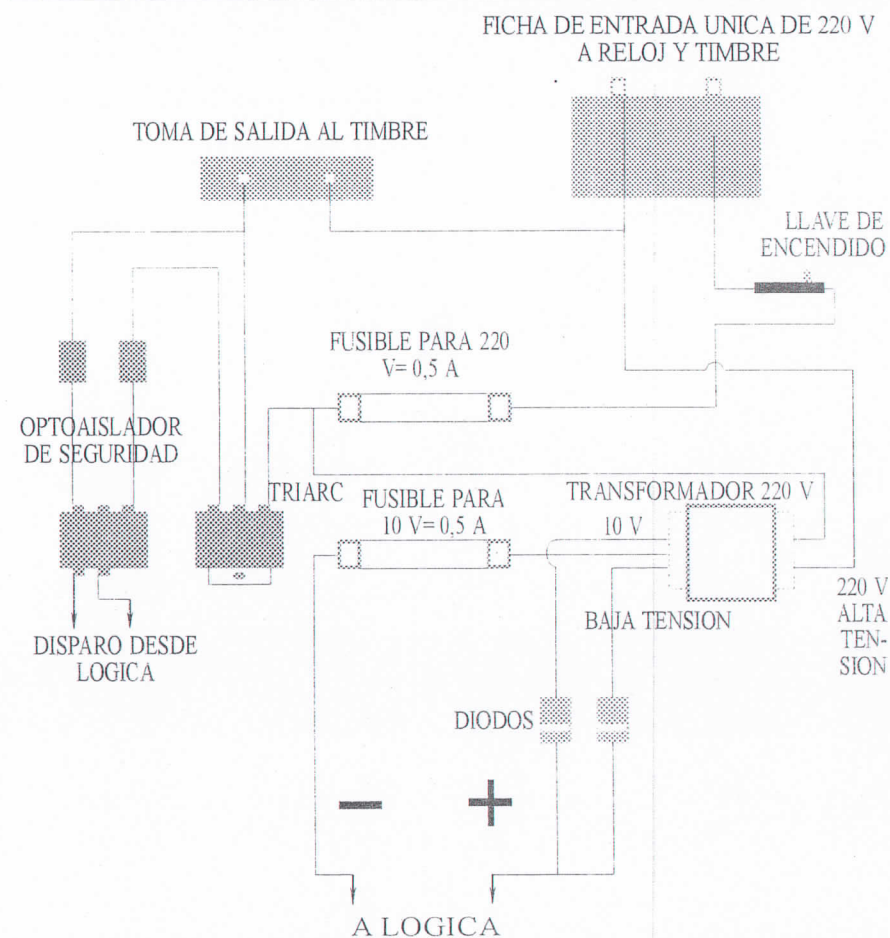 FICHA DE ENTRADA UNICA DE 220 V
A RELOJ Y TIMBRE
TOMA DE SALIDA AL TIMBRE
LLAVE DE
ENCENDIDO
FUSIBLE PARA 220
V= 0,5 A
OPTOAISLADOR
DE SEGURIDAD
TRIARC
FUSIBLE PARA
10 V= 0,5 A
TRANSFORMADOR 220 V
10 V
BAJA TENSION
220 V
ALTA
TEN-
SION
DISPARO DESDE
LOGICA
DIODOS
− +
A LOGICA